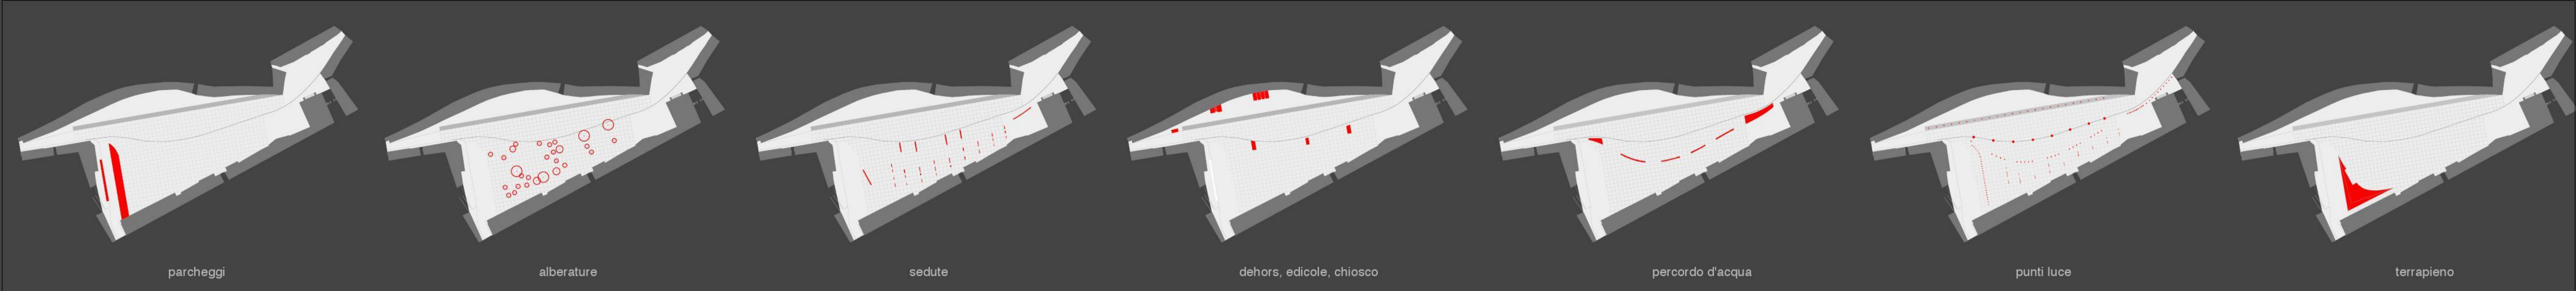 parcheggi
alberature
sedute
dehors, edicole, chiosco
percordo d'acqua
punti luce
terrapieno